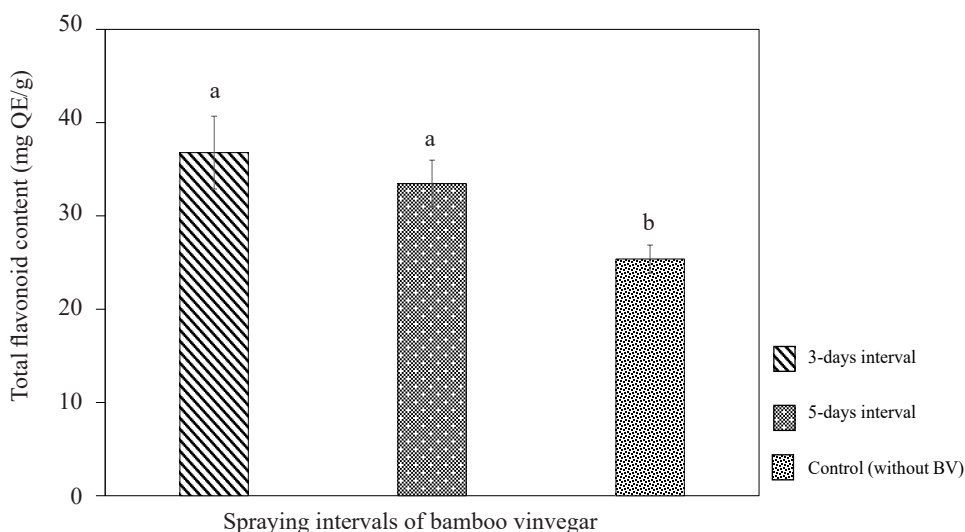 50
40
30
20
10
0
Total flavonoid content (mg QE/g)
a
a
b
3-days interval
5-days interval
Control (without BV)
Spraying intervals of bamboo vinvegar